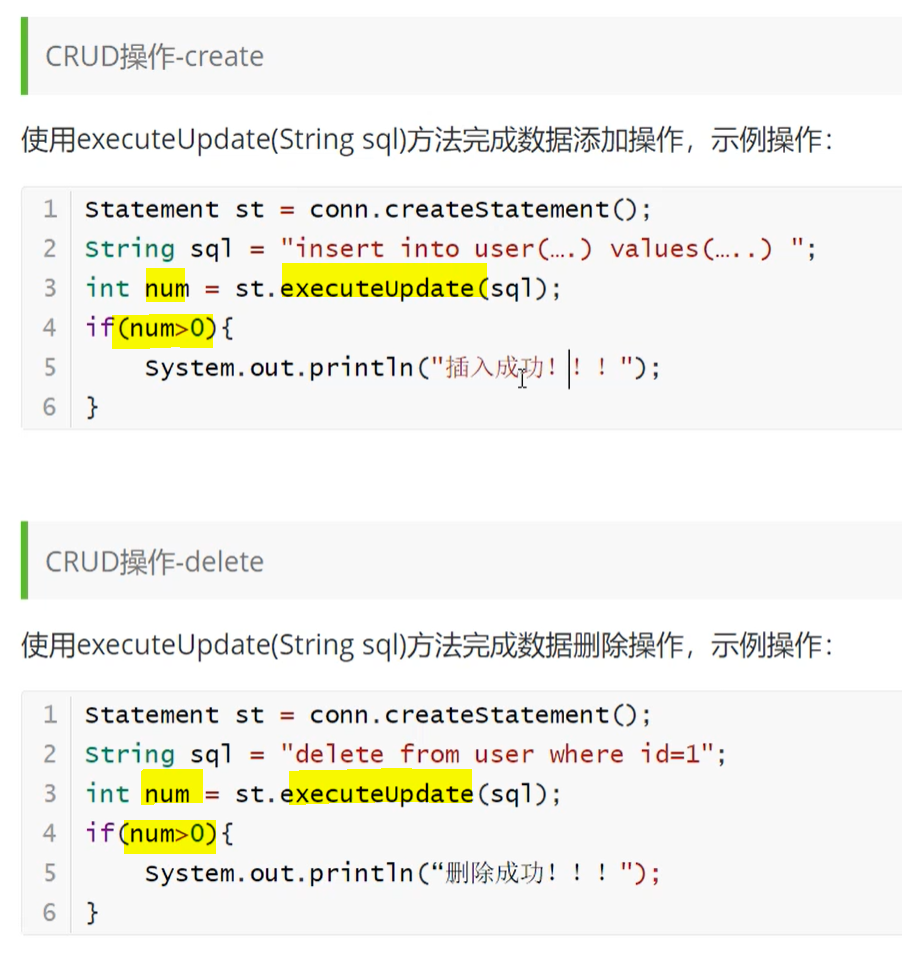 CRUD操作-create
使用executeUpdate(String sql)方法完成数据添加操作，示例操作：
1 Statement st = conn.createStatement();
2 String sql = "insert into user(….) values(…..) ";
3 int num = st.executeUpdate(sql);
4 if(num>0){
5     System.out.println("插入成功！！！");
6 }
CRUD操作-delete
使用executeUpdate(String sql)方法完成数据删除操作，示例操作：
1 Statement st = conn.createStatement();
2 String sql = "delete from user where id=1";
3 int num = st.executeUpdate(sql);
4 if(num>0){
5     System.out.println(“删除成功！！！");
6 }